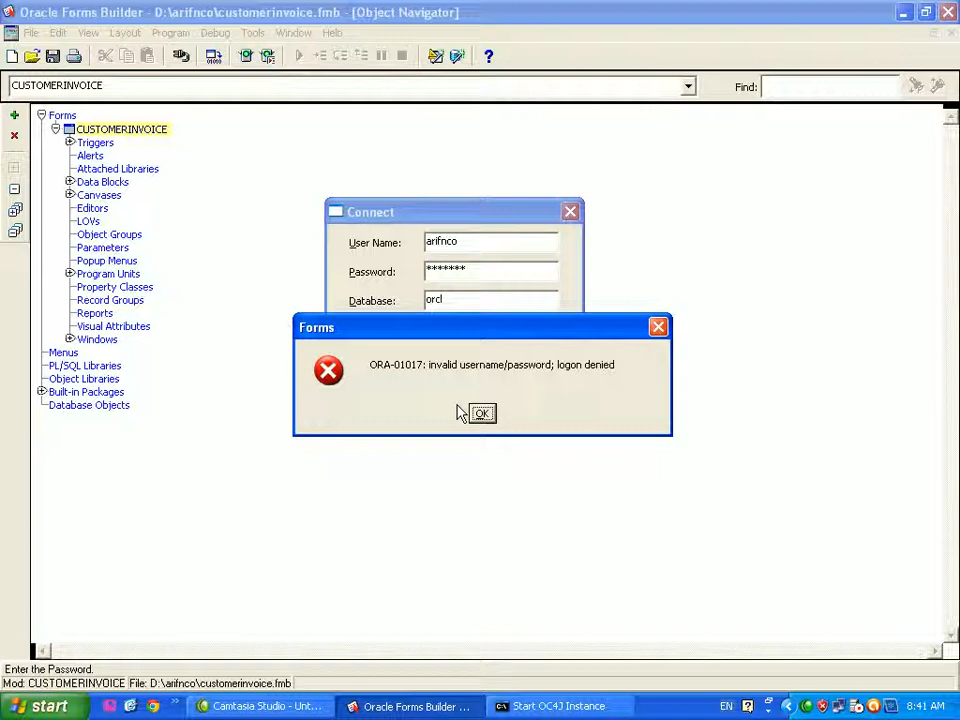 Oracle Forms Builder - D:\arifnco\customerinvoice.fmb - [Object Navigator]
File Edit View Layout Program Debug Tools Window Help
CUSTOMERINVOICE
Find:
Forms
CUSTOMERINVOICE
Triggers
Alerts
Attached Libraries
Data Blocks
Canvases
Editors
LOVs
Object Groups
Parameters
Popup Menus
Program Units
Property Classes
Record Groups
Reports
Visual Attributes
Windows
Menus
PL/SQL Libraries
Object Libraries
Built-in Packages
Database Objects
Connect
User Name: arifnco
Password: *******
Database: orcl
Forms
ORA-01017: invalid username/password; logon denied
OK
Enter the Password.
Mod: CUSTOMERINVOICE File: D:\arifnco\customerinvoice.fmb
start
Camtasia Studio - Unt...
Oracle Forms Builder ...
Start OC4J Instance
EN
8:41 AM